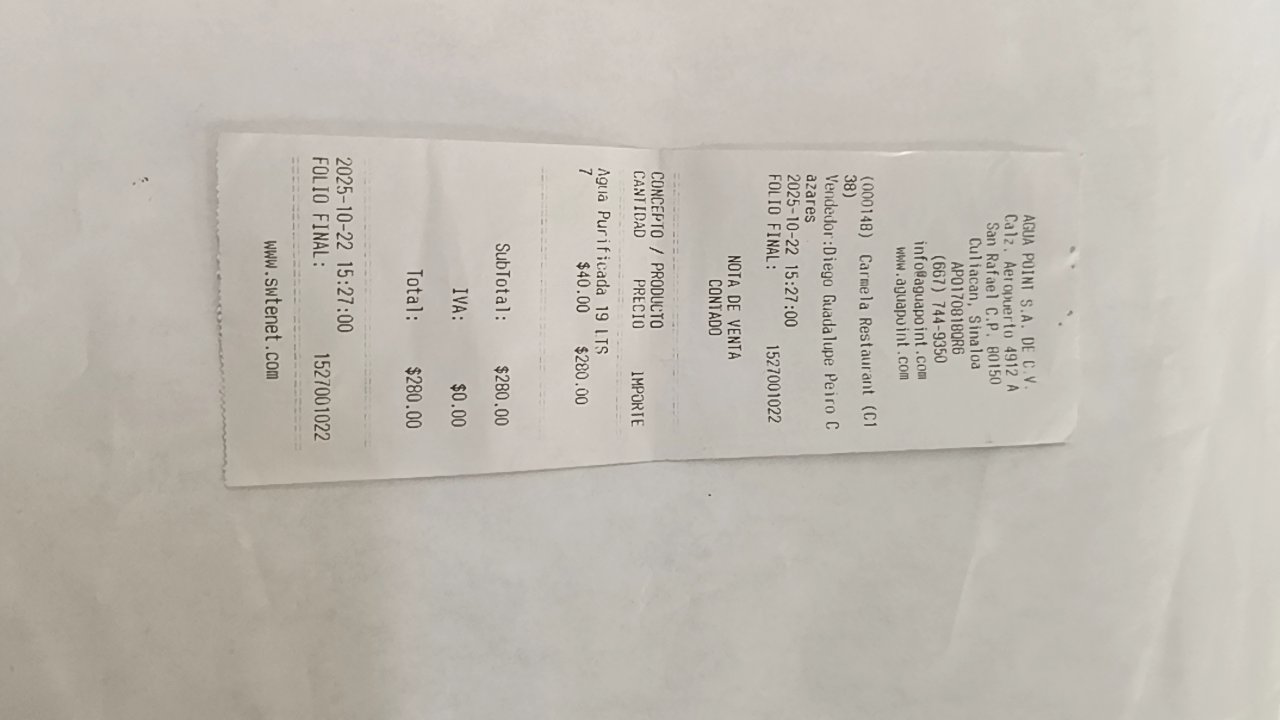 AGUA POINT S.A. DE C.V.
Calz. Aeropuerto 4912 A
San Rafael C.P. 80150
Culiacan, Sinaloa
APO170818QR6
(667) 744-9350
info@aguapoint.com
www.aguapoint.com
(000148) Carmela Restaurant (C1
38)
Vendedor:Diego Guadalupe Peiro C
azares
2025-10-22 15:27:00
FOLIO FINAL: 1527001022
NOTA DE VENTA
CONTADO
CONCEPTO / PRODUCTO
CANTIDAD PRECIO IMPORTE
Agua Purificada 19 LTS
7 $40.00 $280.00
SubTotal: $280.00
IVA: $0.00
Total: $280.00
2025-10-22 15:27:00
FOLIO FINAL: 1527001022
www.swtenet.com